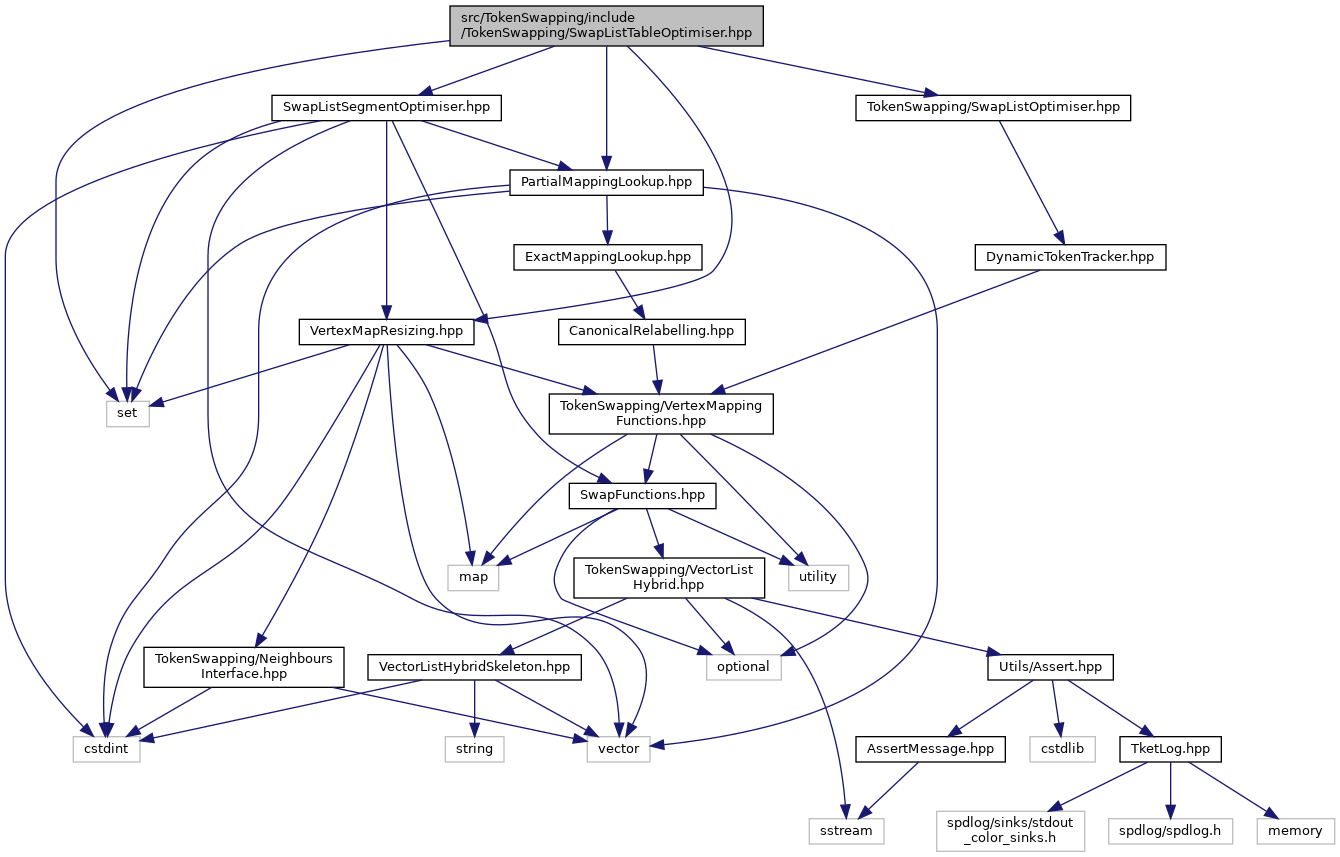 src/TokenSwapping/include
/TokenSwapping/SwapListTableOptimiser.hpp
SwapListSegmentOptimiser.hpp
TokenSwapping/SwapListOptimiser.hpp
PartialMappingLookup.hpp
ExactMappingLookup.hpp
DynamicTokenTracker.hpp
VertexMapResizing.hpp
CanonicalRelabelling.hpp
set
TokenSwapping/VertexMapping
Functions.hpp
SwapFunctions.hpp
map
TokenSwapping/VectorList
Hybrid.hpp
utility
TokenSwapping/Neighbours
Interface.hpp
VectorListHybridSkeleton.hpp
optional
Utils/Assert.hpp
cstdint
string
vector
AssertMessage.hpp
cstdlib
TketLog.hpp
sstream
spdlog/sinks/stdout
_color_sinks.h
spdlog/spdlog.h
memory